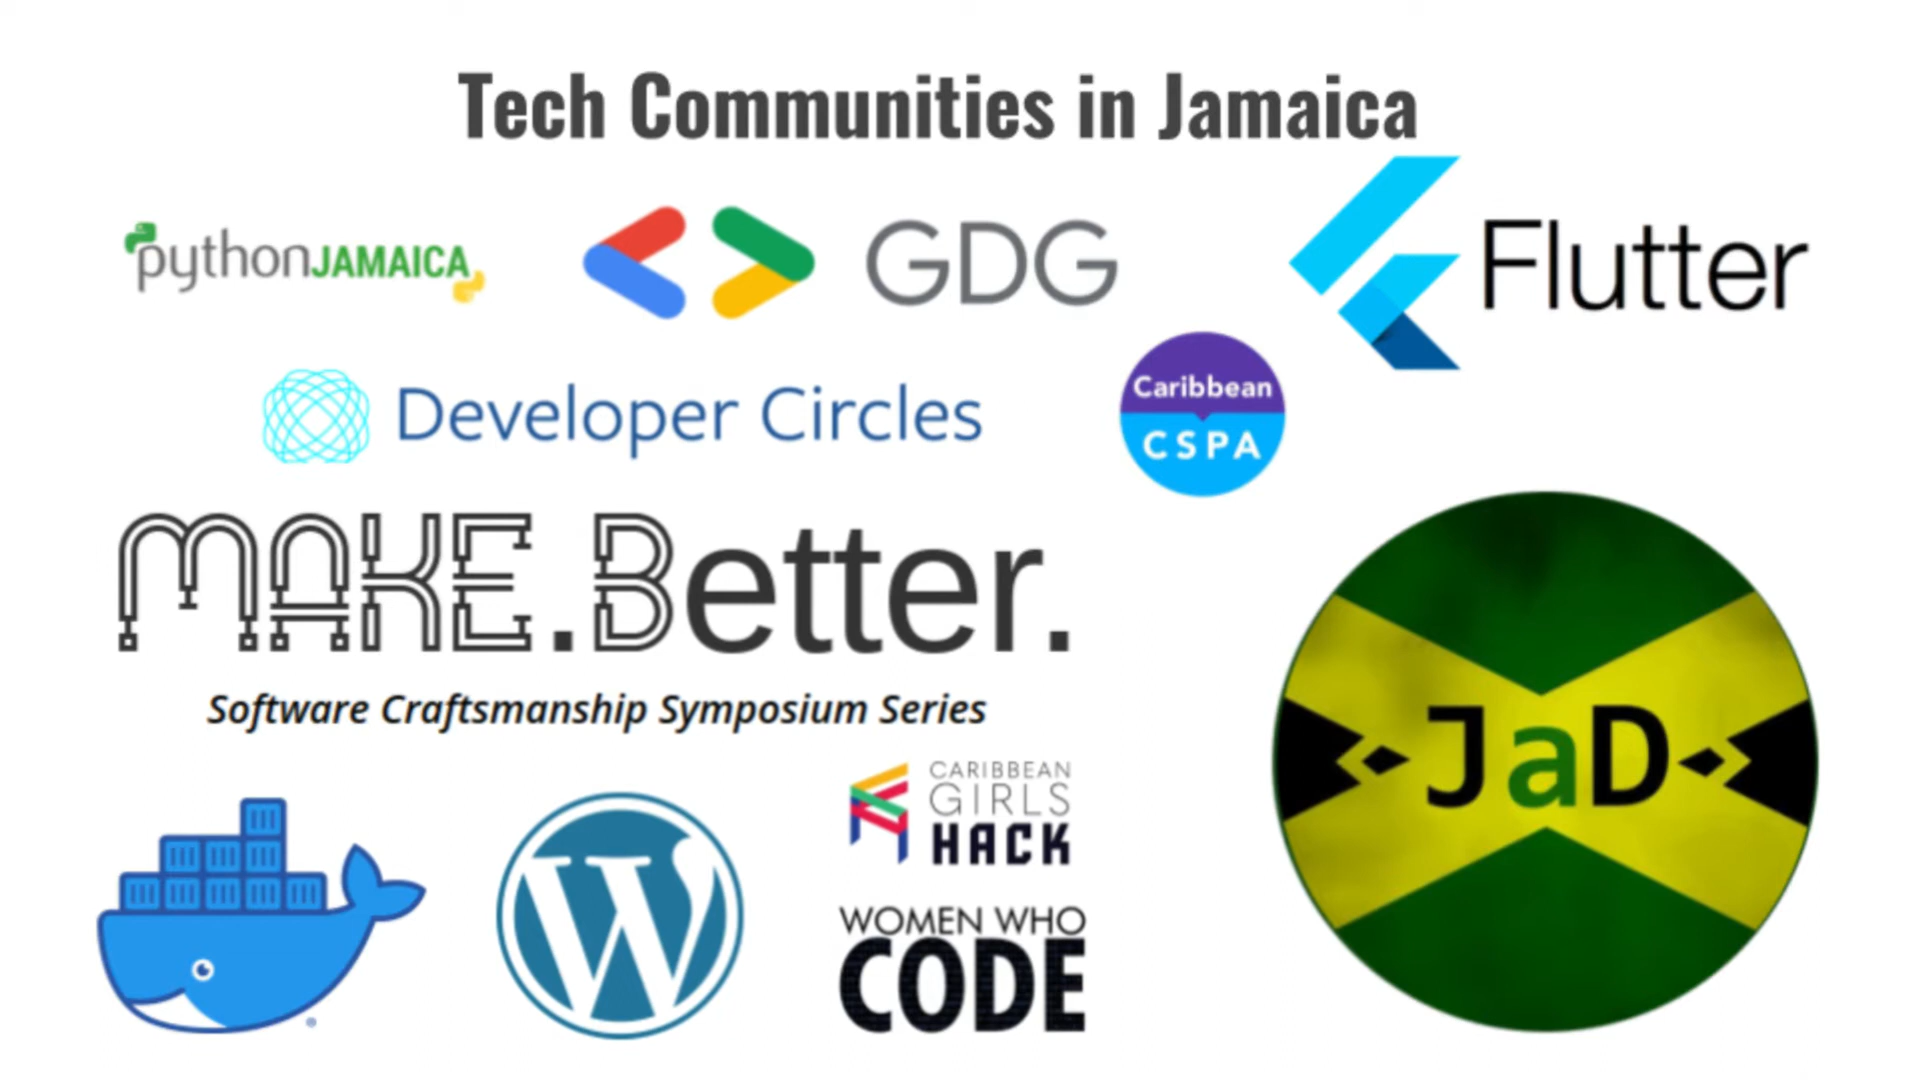 Tech Communities in Jamaica
pythonJAMAICA
GDG
Flutter
Developer Circles
Caribbean
CSPA
MAKE.Better.
Software Craftsmanship Symposium Series
JaD
CARIBBEAN
GIRLS
HACK
W
WOMEN WHO
CODE